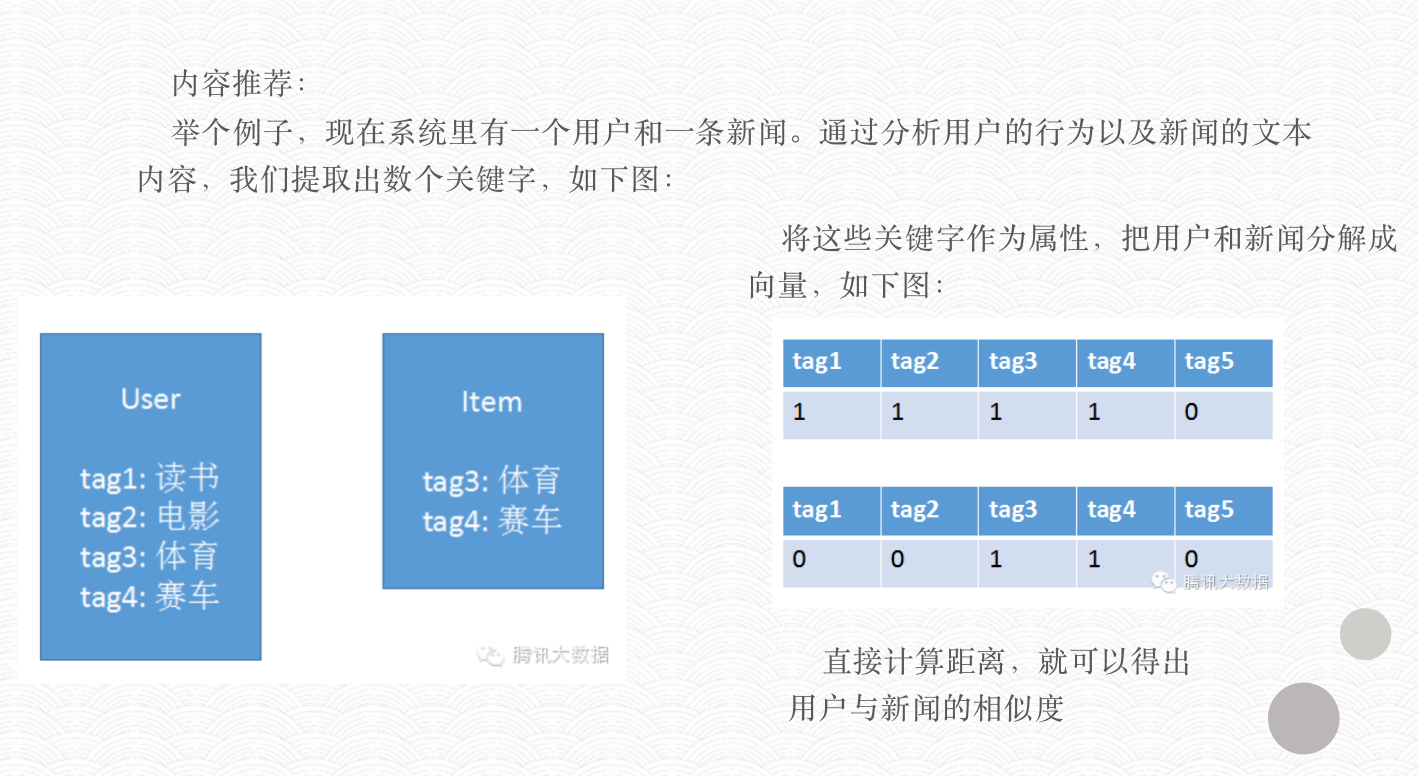 内容推荐：
举个例子，现在系统里有一个用户和一条新闻。通过分析用户的行为以及新闻的文本
内容，我们提取出数个关键字，如下图：
将这些关键字作为属性，把用户和新闻分解成
向量，如下图：
User
tag1: 读书
tag2: 电影
tag3: 体育
tag4: 赛车
Item
tag3: 体育
tag4: 赛车
腾讯大数据
tag1 tag2 tag3 tag4 tag5
1 1 1 1 0
tag1 tag2 tag3 tag4 tag5
0 0 1 1 0
腾讯大数据
直接计算距离，就可以得出
用户与新闻的相似度